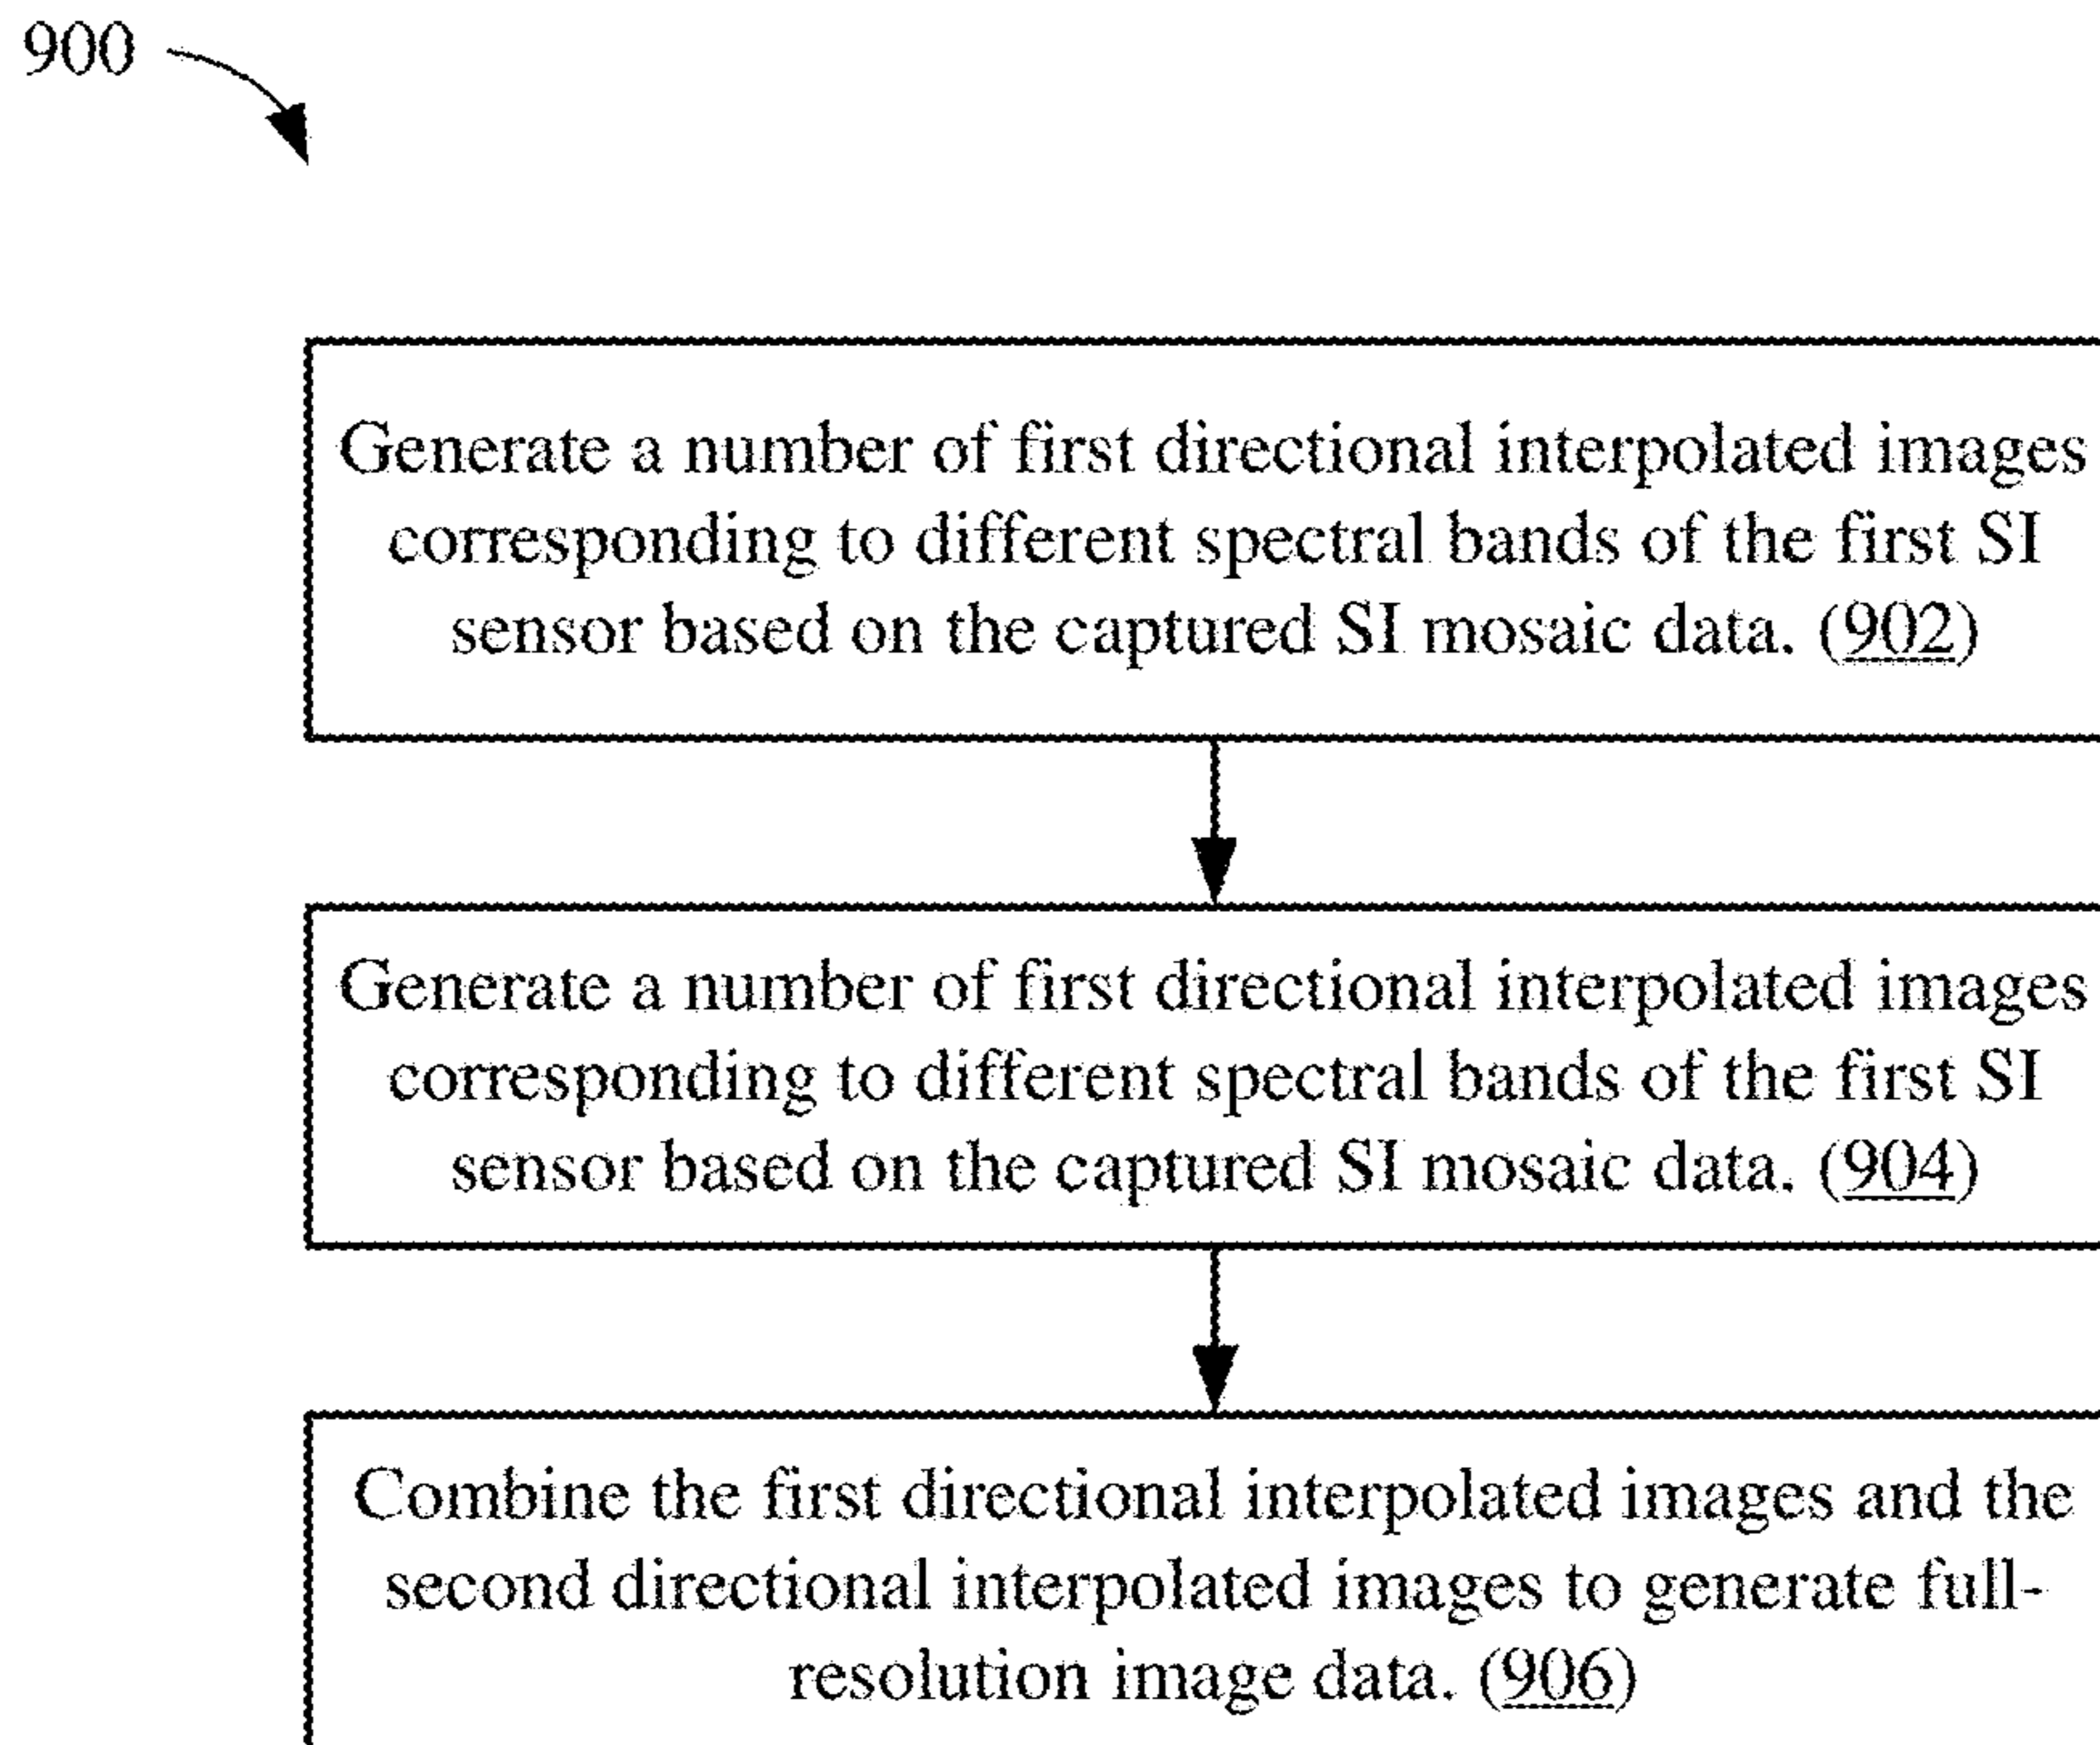 900
Generate a number of first directional interpolated images
corresponding to different spectral bands of the first SI
sensor based on the captured SI mosaic data. (902)
Generate a number of first directional interpolated images
corresponding to different spectral bands of the first SI
sensor based on the captured SI mosaic data. (904)
Combine the first directional interpolated images and the
second directional interpolated images to generate full-
resolution image data. (906)